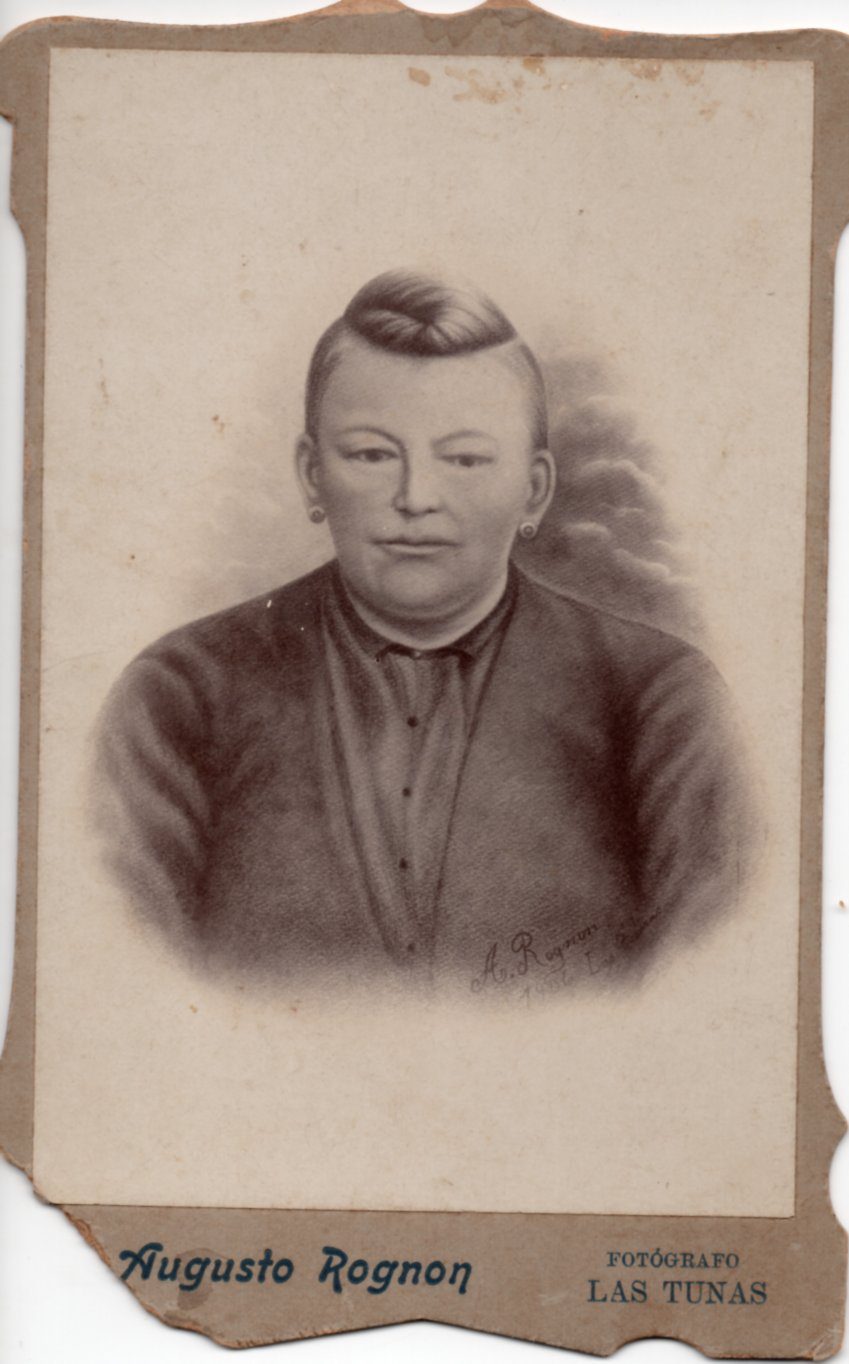 A. Rognon
Augusto Rognon
FOTÓGRAFO
LAS TUNAS